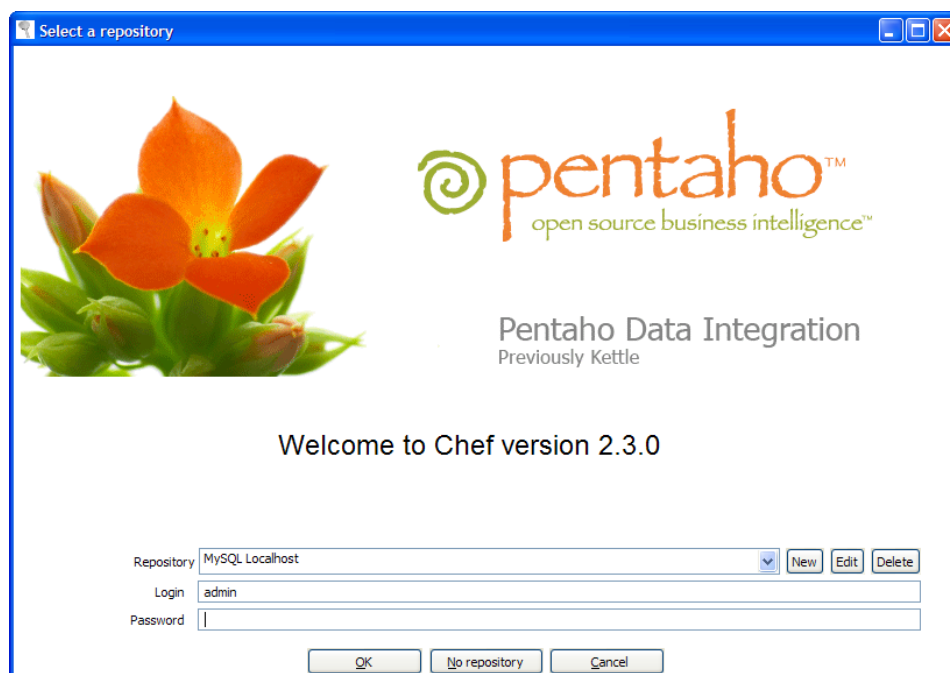 Select a repository
pentaho™
open source business intelligence™
Pentaho Data Integration
Previously Kettle
Welcome to Chef version 2.3.0
Repository MySQL Localhost New Edit Delete
Login admin
Password
OK No repository Cancel